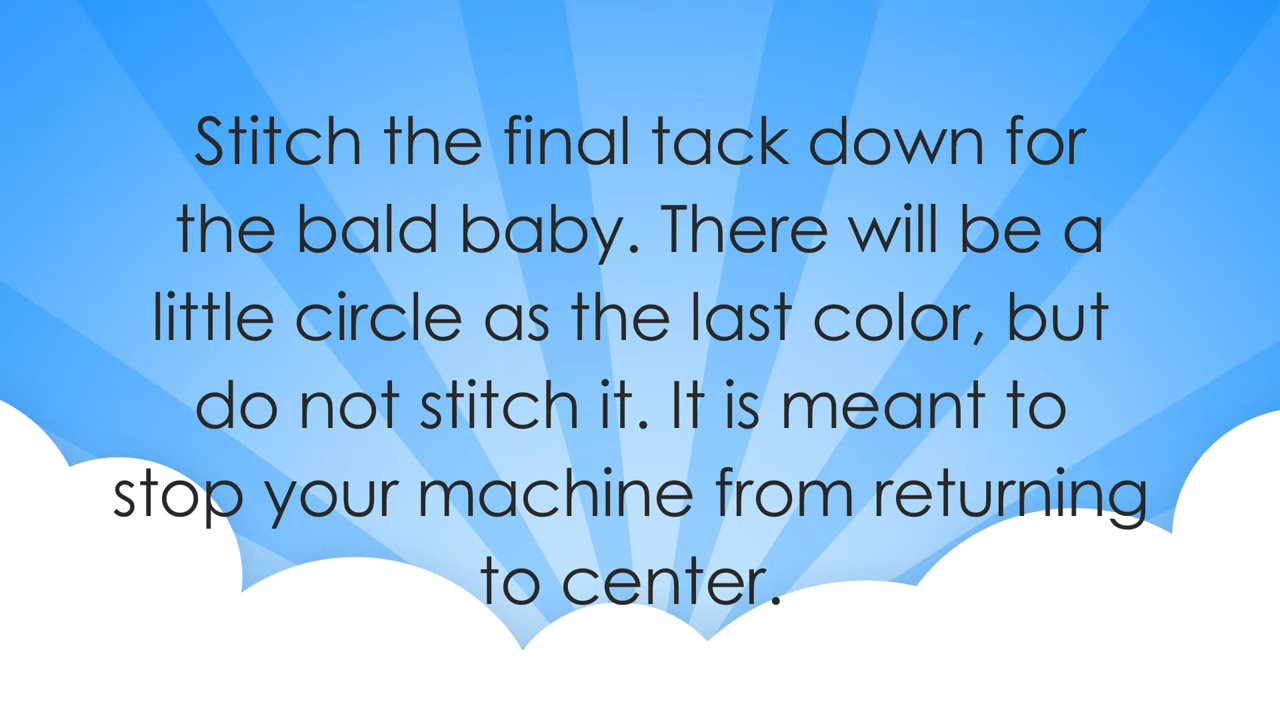 Stitch the final tack down for
the bald baby. There will be a
little circle as the last color, but
do not stitch it. It is meant to
stop your machine from returning
to center.